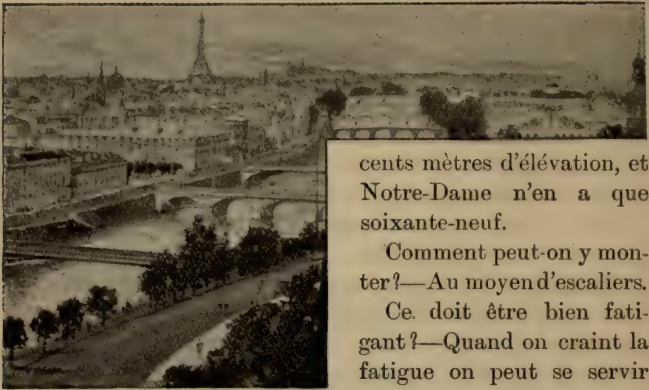 cents mètres d'élévation, et
Notre-Dame n'en a que
soixante-neuf.
Comment peut-on y mon-
ter?—Au moyen d'escaliers.
Ce. doit être bien fati-
gant?—Quand on craint la
fatigue on peut se servir